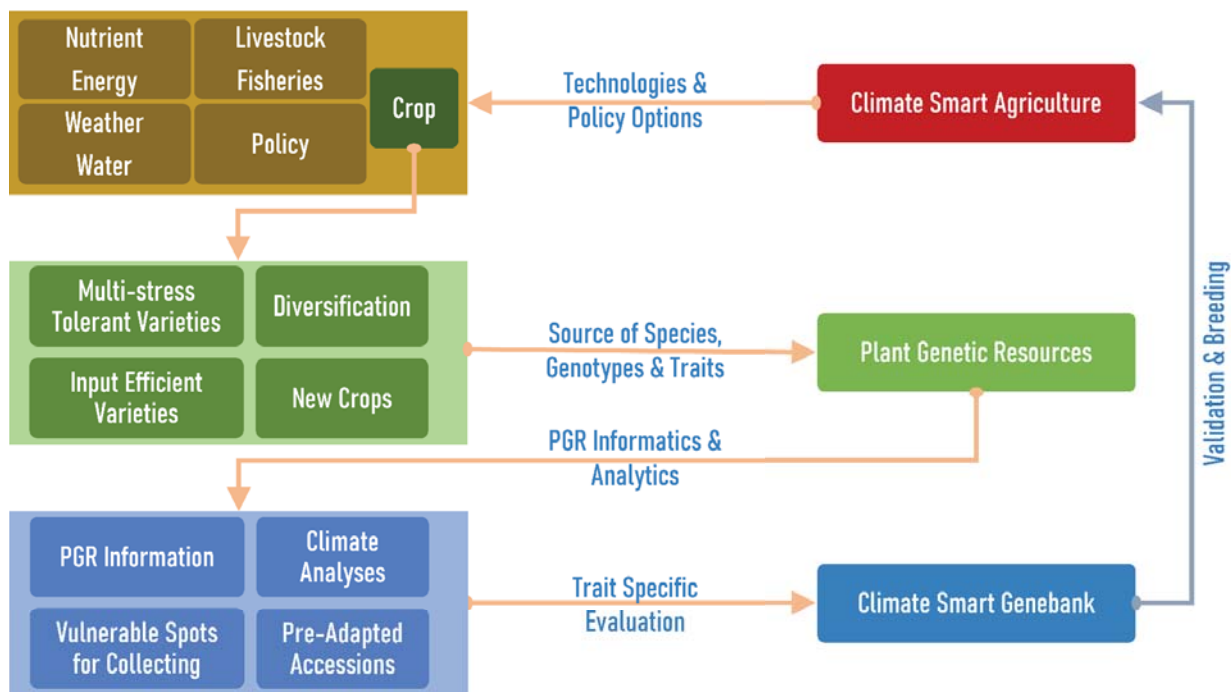 Nutrient
Energy
Livestock
Fisheries
Weather
Water
Policy
Crop
Technologies &
Policy Options
Climate Smart Agriculture
Multi-stress
Tolerant Varieties
Diversification
Input Efficient
Varieties
New Crops
Source of Species,
Genotypes & Traits
Plant Genetic Resources
PGR Informatics &
Analytics
PGR Information
Climate
Analyses
Vulnerable Spots
for Collecting
Pre-Adapted
Accessions
Trait Specific
Evaluation
Climate Smart Genebank
Validation & Breeding